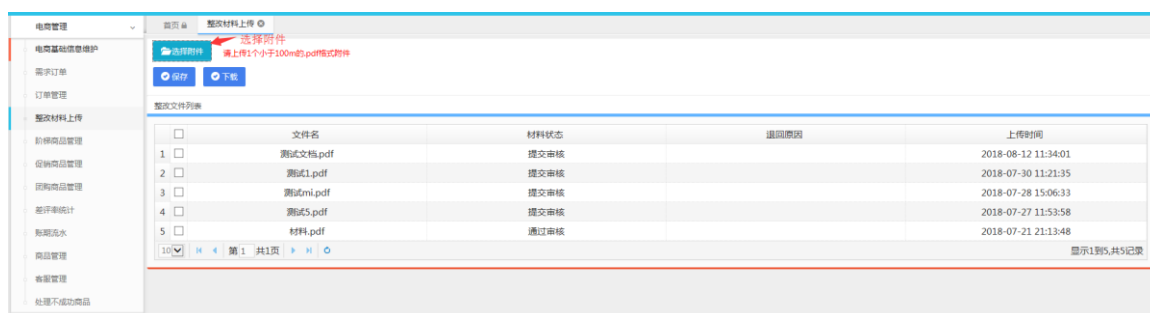 电商管理
首页
整改材料上传
电商基础信息维护
选择附件
选择附件
请上传1个小于100m的.pdf格式附件
需求订单
保存
下载
订单管理
整改文件列表
整改材料上传
阶梯商品管理
文件名 材料状态 退回原因 上传时间
1 测试文档.pdf 提交审核 2018-08-12 11:34:01
促销商品管理
2 测试1.pdf 提交审核 2018-07-30 11:21:35
团购商品管理
3 测试mi.pdf 提交审核 2018-07-28 15:06:33
差评率统计
4 测试5.pdf 提交审核 2018-07-27 11:53:58
账期流水
5 材料.pdf 通过审核 2018-07-21 21:13:48
10 第 1 共1页 显示1到5,共5记录
商品管理
客服管理
处理不成功商品